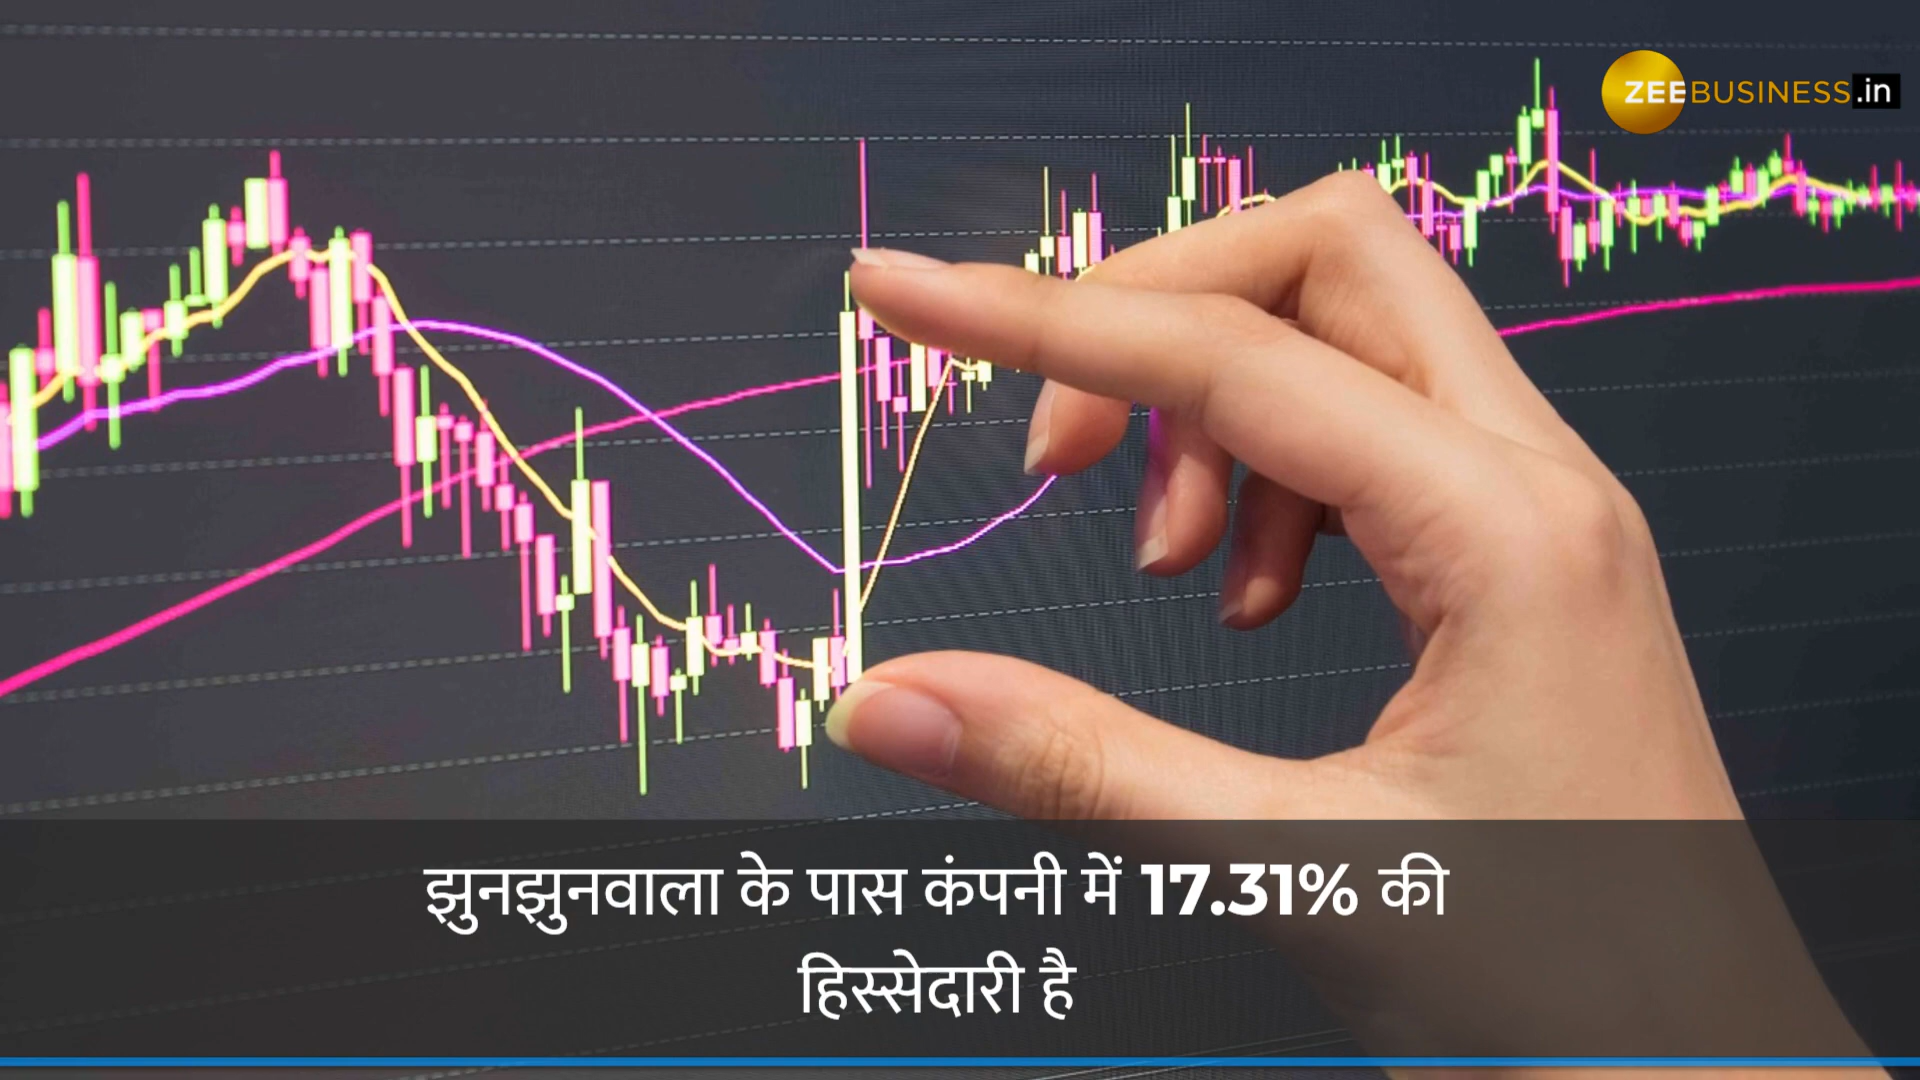 ZEEBUSINESS.in
झुनझुनवाला के पास कंपनी में 17.31% की
हिस्सेदारी है